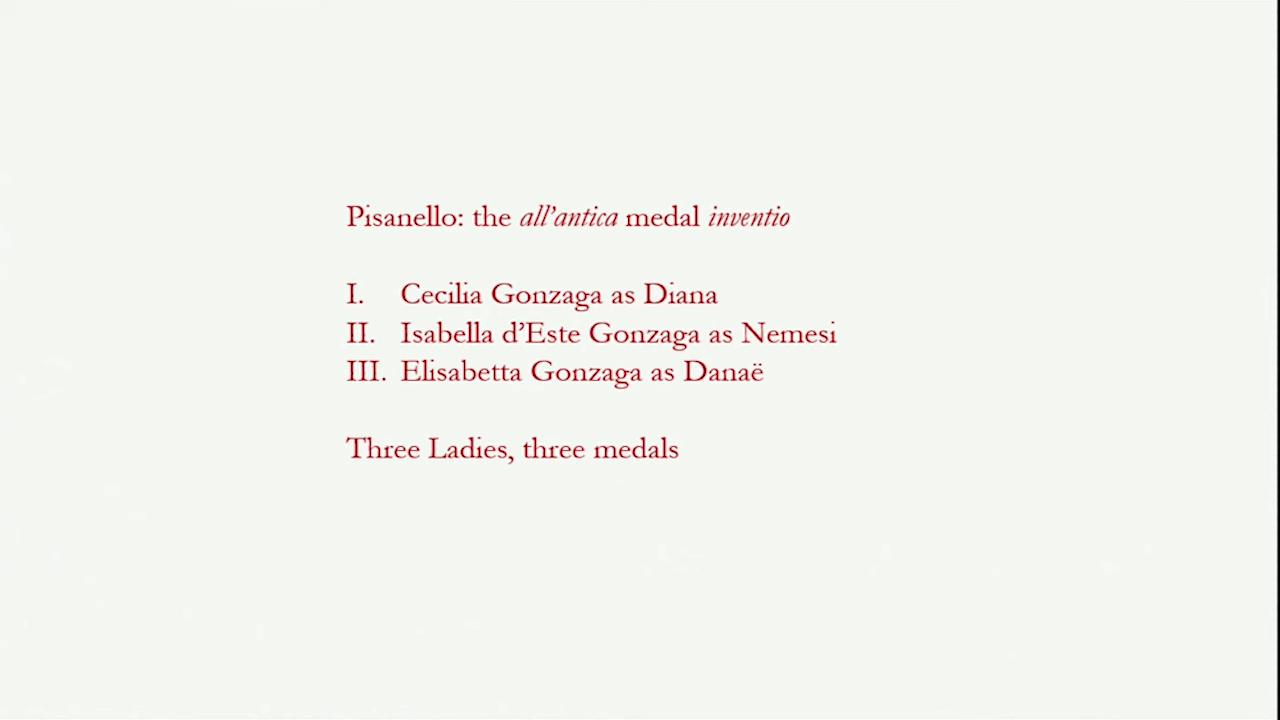 Pisanello: the all’antica medal inventio
I. Cecilia Gonzaga as Diana
II. Isabella d’Este Gonzaga as Nemesi
III. Elisabetta Gonzaga as Danaë
Three Ladies, three medals